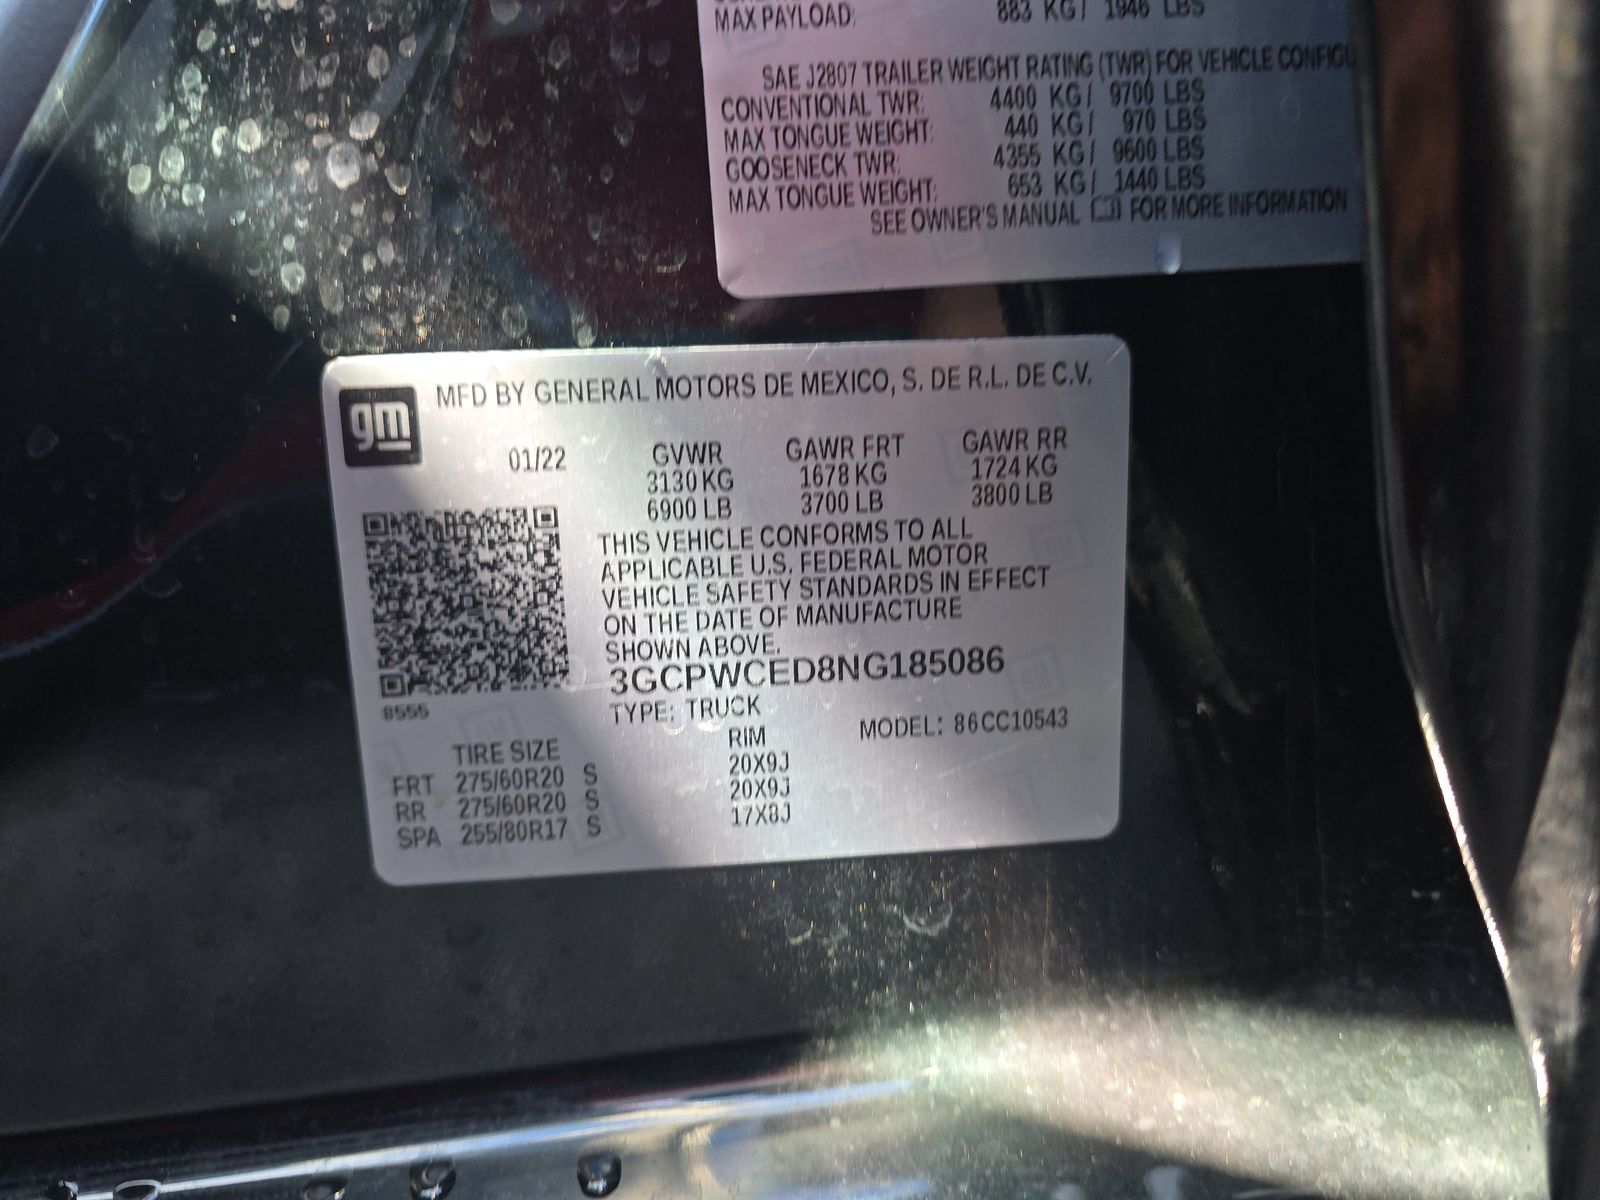 MAX PAYLOAD: 883 KG/ 1946 LBS
SAE J2807 TRAILER WEIGHT RATING (TWR) FOR VEHICLE CONFIGU
CONVENTIONAL TWR: 4400 KG/ 9700 LBS
MAX TONGUE WEIGHT: 440 KG/ 970 LBS
GOOSENECK TWR: 4355 KG/ 9600 LBS
MAX TONGUE WEIGHT: 653 KG/ 1440 LBS
SEE OWNER'S MANUAL FOR MORE INFORMATION
gm
MFD BY GENERAL MOTORS DE MEXICO, S. DE R.L. DE C.V.
01/22 GVWR GAWR FRT GAWR RR
3130 KG 1678 KG 1724 KG
6900 LB 3700 LB 3800 LB
THIS VEHICLE CONFORMS TO ALL
APPLICABLE U.S. FEDERAL MOTOR
VEHICLE SAFETY STANDARDS IN EFFECT
ON THE DATE OF MANUFACTURE
SHOWN ABOVE.
3GCPWCED8NG185086
8555
TYPE: TRUCK
MODEL: 86CC10543
TIRE SIZE RIM
FRT 275/60R20 S 20X9J
RR 275/60R20 S 20X9J
SPA 255/80R17 S 17X8J